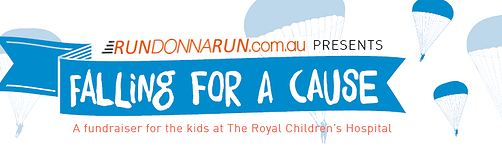 RUNDONNARUN.com.au PRESENTS
FALLiNG FOR A CAUSE
A fundraiser for the kids at The Royal Children's Hospital